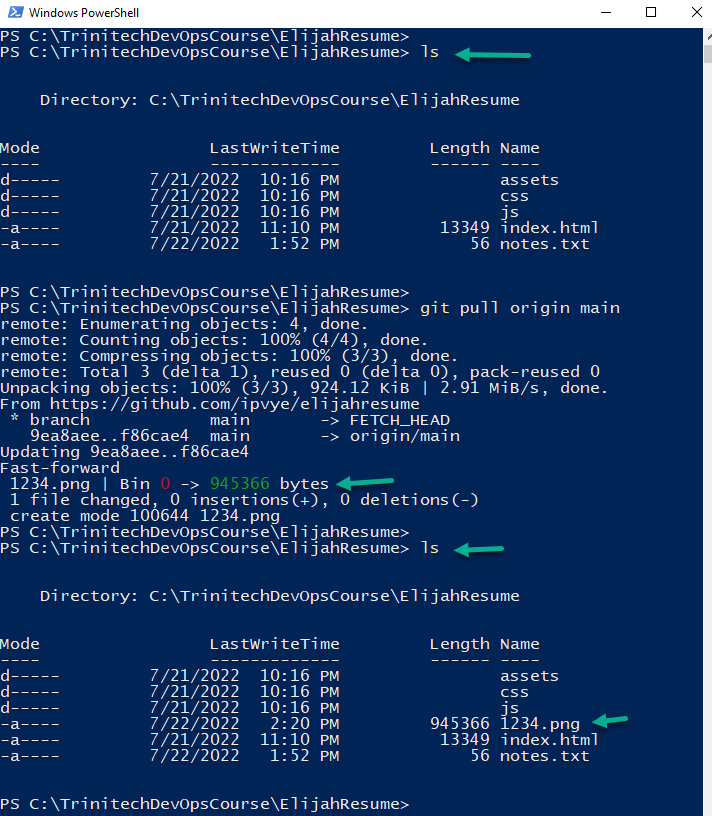 Windows PowerShell
PS C:\TrinitechDevOpsCourse\ElijahResume>
PS C:\TrinitechDevOpsCourse\ElijahResume> ls
Directory: C:\TrinitechDevOpsCourse\ElijahResume
Mode LastWriteTime Length Name
---- ------------- ------ ----
d----- 7/21/2022 10:16 PM assets
d----- 7/21/2022 10:16 PM css
d----- 7/21/2022 10:16 PM js
-a---- 7/21/2022 11:10 PM 13349 index.html
-a---- 7/22/2022 1:52 PM 56 notes.txt
PS C:\TrinitechDevOpsCourse\ElijahResume>
PS C:\TrinitechDevOpsCourse\ElijahResume> git pull origin main
remote: Enumerating objects: 4, done.
remote: Counting objects: 100% (4/4), done.
remote: Compressing objects: 100% (3/3), done.
remote: Total 3 (delta 1), reused 0 (delta 0), pack-reused 0
Unpacking objects: 100% (3/3), 924.12 KiB | 2.91 MiB/s, done.
From https://github.com/ipvye/elijahresume
* branch main -> FETCH_HEAD
9ea8aee..f86cae4 main -> origin/main
Updating 9ea8aee..f86cae4
Fast-forward
1234.png | Bin 0 -> 945366 bytes
1 file changed, 0 insertions(+), 0 deletions(-)
create mode 100644 1234.png
PS C:\TrinitechDevOpsCourse\ElijahResume>
PS C:\TrinitechDevOpsCourse\ElijahResume> ls
Directory: C:\TrinitechDevOpsCourse\ElijahResume
Mode LastWriteTime Length Name
---- ------------- ------ ----
d----- 7/21/2022 10:16 PM assets
d----- 7/21/2022 10:16 PM css
d----- 7/21/2022 10:16 PM js
-a---- 7/22/2022 2:20 PM 945366 1234.png
-a---- 7/21/2022 11:10 PM 13349 index.html
-a---- 7/22/2022 1:52 PM 56 notes.txt
PS C:\TrinitechDevOpsCourse\ElijahResume>